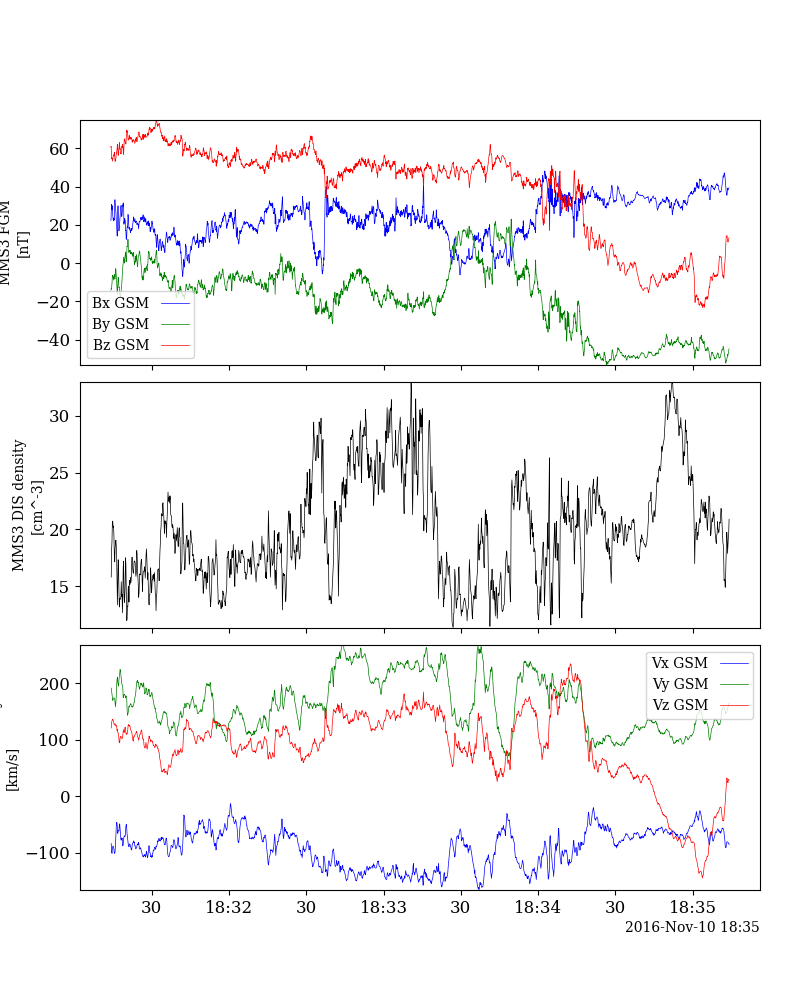 60
40
20
0
−20
−40
MMS3 FGM
[nT]
Bx GSM
By GSM
Bz GSM
30
25
20
15
MMS3 DIS density
[cm^-3]
200
100
0
−100
[km/s]
Vx GSM
Vy GSM
Vz GSM
30
18:32
30
18:33
30
18:34
30
18:35
2016-Nov-10 18:35